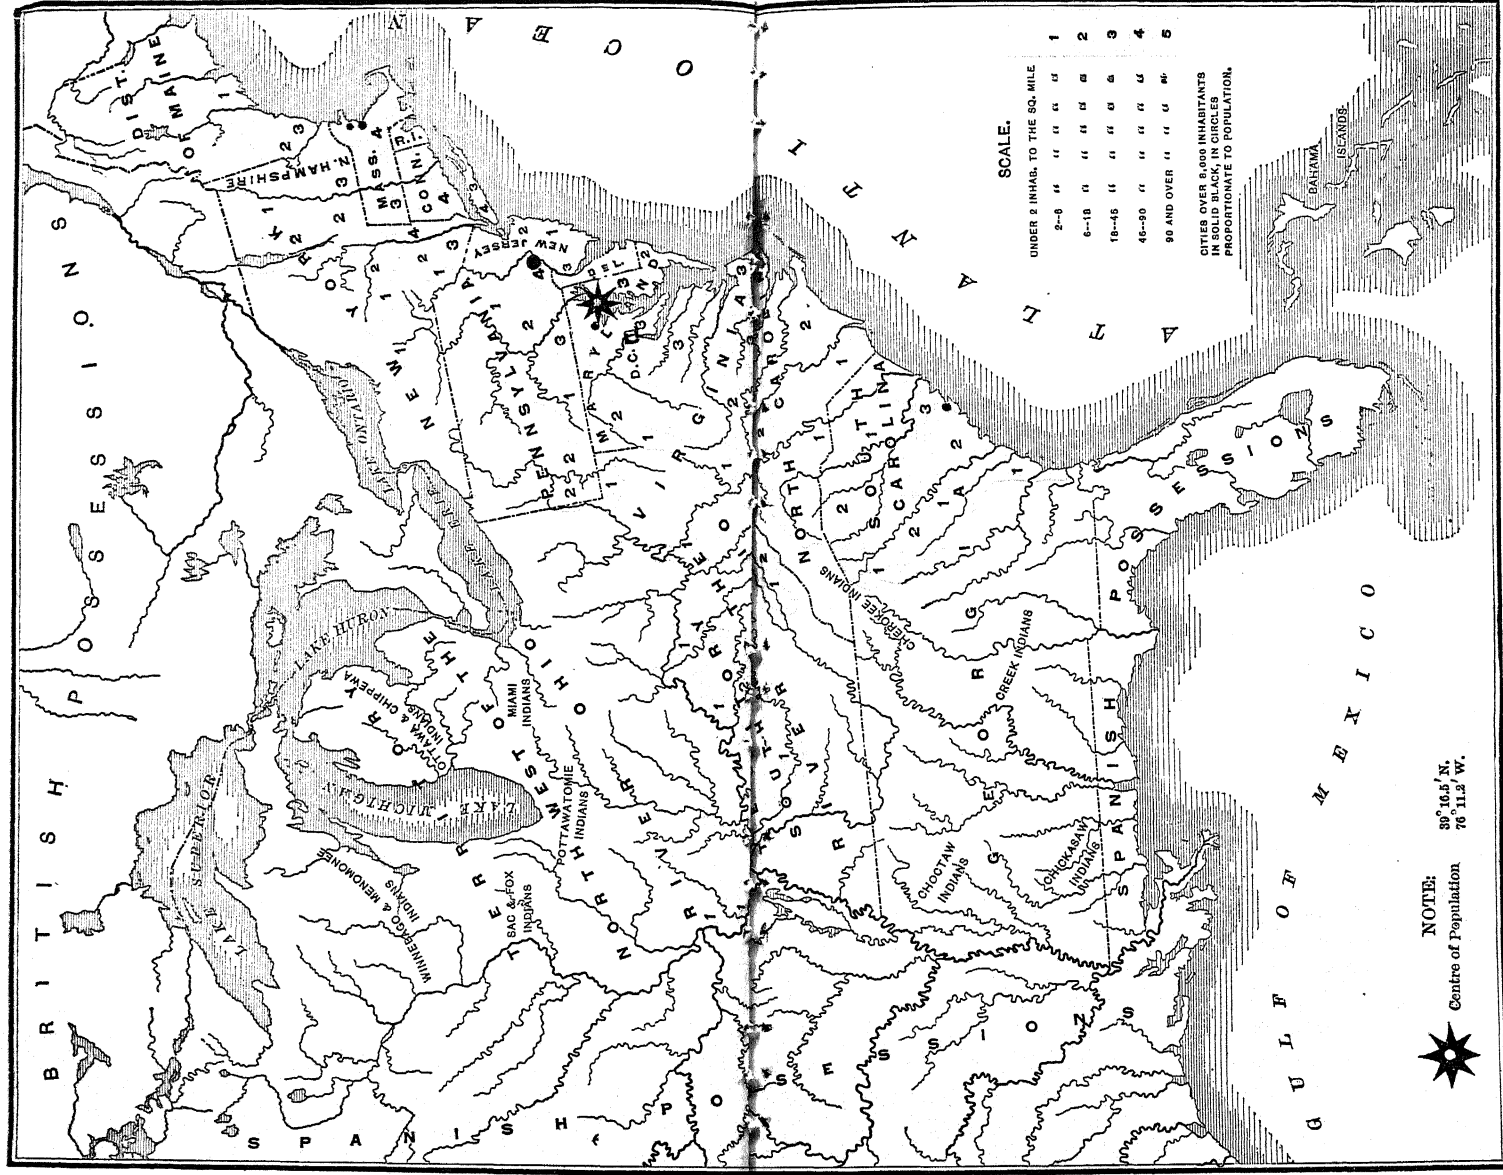 BRITISH POSSESSIONS
LAKE SUPERIOR
LAKE HURON
LAKE MICHIGAN
LAKE ONTARIO
LAKE ERIE
DIST.
OF MAINE
N. HAMPSHIRE
MASS.
R.I.
CONN.
NEW YORK
NEW JERSEY
PENNSYLVANIA
DEL.
MARYLAND
D.C.
VIRGINIA
NORTH CAROLINA
SOUTH
CAROLINA
GEORGIA
TERRITORY
NORTH WEST OF THE
RIVER OHIO
TERRITORY
SOUTH
RIVER OHIO
OTTAWA & CHIPPEWA
INDIANS
MIAMI
INDIANS
POTTAWATOMIE
INDIANS
SAC & FOX
INDIANS
WINNEBAGO & MENOMONEE
INDIANS
CHEROKEE INDIANS
CREEK INDIANS
CHOCTAW
INDIANS
CHICKASAW
INDIANS
SPANISH POSSESSIONS
SPANISH POSSESSIONS
ATLANTIC OCEAN
GULF OF MEXICO
BAHAMA
ISLANDS
SCALE.
UNDER 2 INHAB. TO THE SQ. MILE
2--6 " " " " 1
6--18 " " " " 2
18--45 " " " " 3
45--90 " " " " 4
90 AND OVER " " " 5
CITIES OVER 8,000 INHABITANTS
IN SOLID BLACK, IN CIRCLES
PROPORTIONATE TO POPULATION.
NOTE:
Centre of Population
39° 16.5′ N.
76° 11.2′ W.